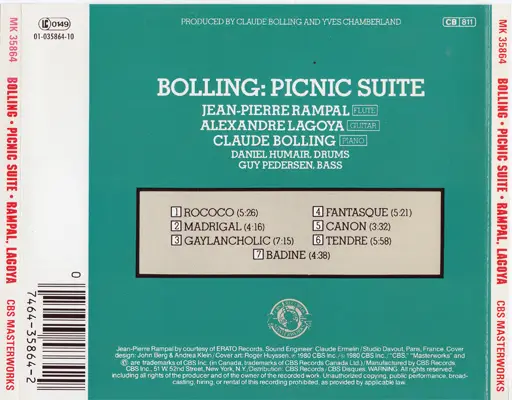 MK 35864 BOLLING • PICNIC SUITE • RAMPAL, LAGOYA CBS MASTERWORKS
LC 0149
01-035864-10
PRODUCED BY CLAUDE BOLLING AND YVES CHAMBERLAND
CB 811
BOLLING: PICNIC SUITE
JEAN-PIERRE RAMPAL FLUTE
ALEXANDRE LAGOYA GUITAR
CLAUDE BOLLING PIANO
DANIEL HUMAIR, DRUMS
GUY PEDERSEN, BASS
1 ROCOCO (5:26)
2 MADRIGAL (4:16)
3 GAYLANCHOLIC (7:15)
4 FANTASQUE (5:21)
5 CANON (3:32)
6 TENDRE (5:58)
7 BADINE (4:38)
0
7464-35864-2
Jean-Pierre Rampal by courtesy of ERATO Records. Sound Engineer: Claude Ermelin/Studio Davout, Paris, France. Cover
design: John Berg & Andrea Klein/Cover art: Roger Huyssen. ℗ 1980 CBS Inc./© 1980 CBS Inc./"CBS," "Masterworks" and
are trademarks of CBS Inc. (in Canada trademarks of CBS Records Canada Ltd.)/Manufactured by CBS Records
CBS Inc., 51 W. 52nd Street, New York, N.Y./Distribution: CBS Records/CBS Disques. WARNING: All rights reserved,
including all rights of the producer and of the owner of the work recorded. Unauthorized copying, public performance, broad-
casting, hiring, or rental of this recording prohibited, as provided by applicable law.
MK 35864 BOLLING • PICNIC SUITE • RAMPAL, LAGOYA CBS MASTERWORKS